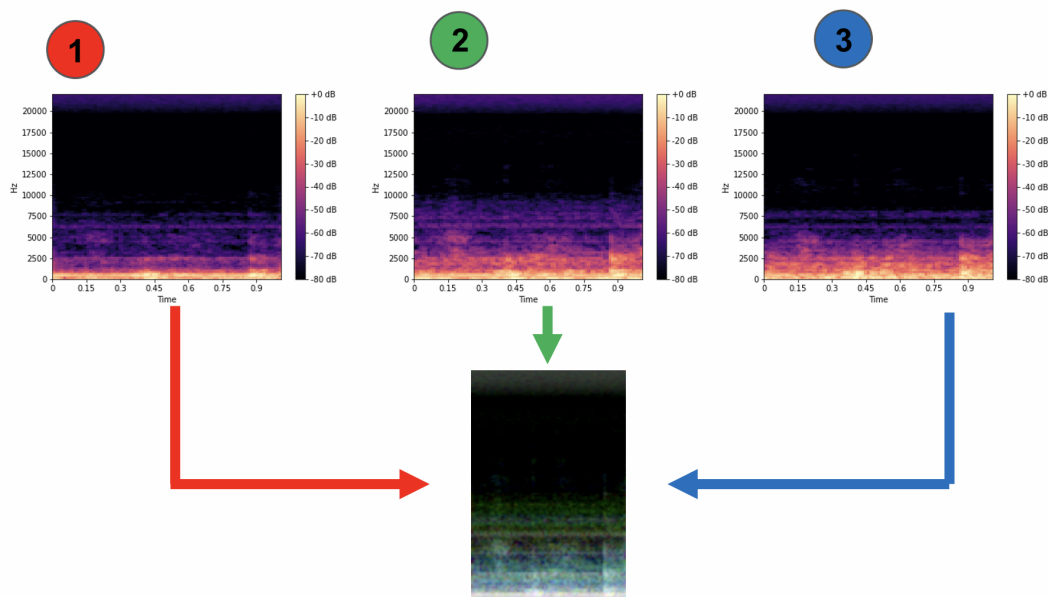 1
2
3
20000
17500
15000
12500
10000
7500
5000
2500
0
Hz
0
0.15
0.3
0.45
0.6
0.75
0.9
Time
+0 dB
-10 dB
-20 dB
-30 dB
-40 dB
-50 dB
-60 dB
-70 dB
-80 dB
20000
17500
15000
12500
10000
7500
5000
2500
0
Hz
0
0.15
0.3
0.45
0.6
0.75
0.9
Time
+0 dB
-10 dB
-20 dB
-30 dB
-40 dB
-50 dB
-60 dB
-70 dB
-80 dB
20000
17500
15000
12500
10000
7500
5000
2500
0
Hz
0
0.15
0.3
0.45
0.6
0.75
0.9
Time
+0 dB
-10 dB
-20 dB
-30 dB
-40 dB
-50 dB
-60 dB
-70 dB
-80 dB